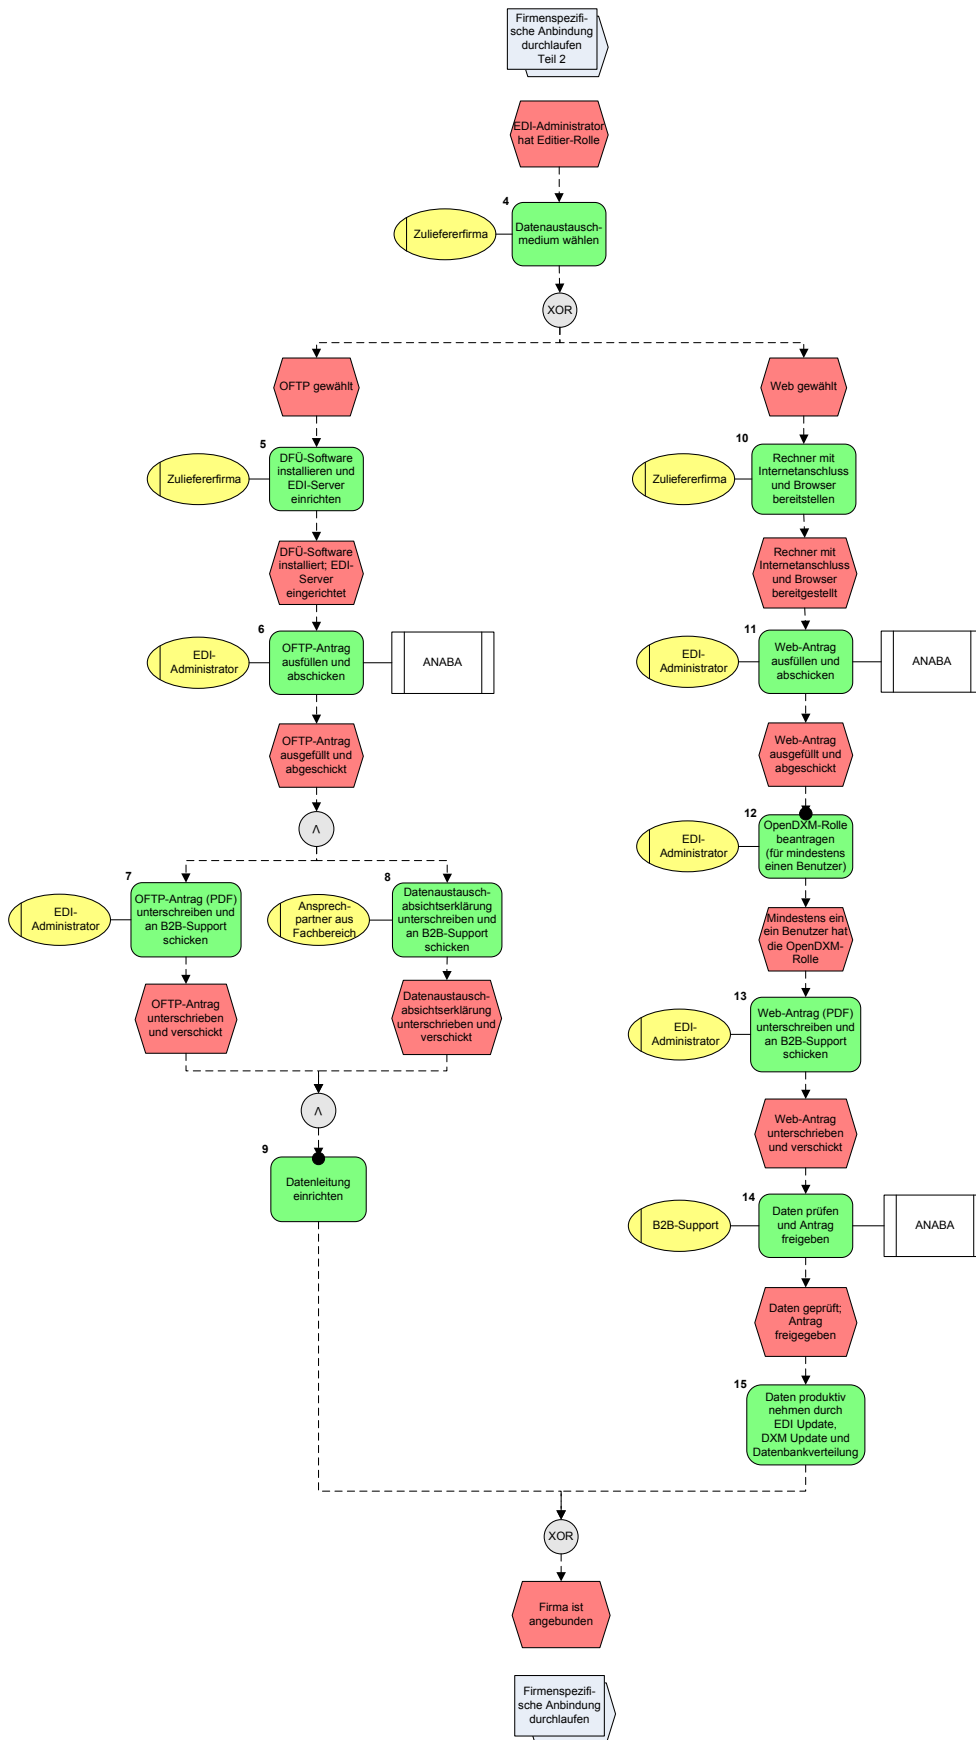 Firmenspezifi-
sche Anbindung
durchlaufen
Teil 2
EDI-Administrator
hat Editier-Rolle
4
Zuliefererfirma
Datenaustausch-
medium wählen
XOR
OFTP gewählt
Web gewählt
5
Zuliefererfirma
DFÜ-Software
installieren und
EDI-Server
einrichten
10
Zuliefererfirma
Rechner mit
Internetanschluss
und Browser
bereitstellen
DFÜ-Software
installiert; EDI-
Server
eingerichtet
Rechner mit
Internetanschluss
und Browser
bereitgestellt
6
EDI-
Administrator
OFTP-Antrag
ausfüllen und
abschicken
ANABA
11
EDI-
Administrator
Web-Antrag
ausfüllen und
abschicken
ANABA
OFTP-Antrag
ausgefüllt und
abgeschickt
Web-Antrag
ausgefüllt und
abgeschickt
Λ
12
EDI-
Administrator
OpenDXM-Rolle
beantragen
(für mindestens
einen Benutzer)
7
EDI-
Administrator
OFTP-Antrag (PDF)
unterschreiben und
an B2B-Support
schicken
8
Ansprech-
partner aus
Fachbereich
Datenaustausch-
absichtserklärung
unterschreiben und
an B2B-Support
schicken
Mindestens ein
ein Benutzer hat
die OpenDXM-
Rolle
OFTP-Antrag
unterschrieben
und verschickt
Datenaustausch-
absichtserklärung
unterschrieben und
verschickt
13
EDI-
Administrator
Web-Antrag (PDF)
unterschreiben und
an B2B-Support
schicken
Λ
Web-Antrag
unterschrieben
und verschickt
9
Datenleitung
einrichten
14
B2B-Support
Daten prüfen
und Antrag
freigeben
ANABA
Daten geprüft;
Antrag
freigegeben
15
Daten produktiv
nehmen durch
EDI Update,
DXM Update und
Datenbankverteilung
XOR
Firma ist
angebunden
Firmenspezifi-
sche Anbindung
durchlaufen